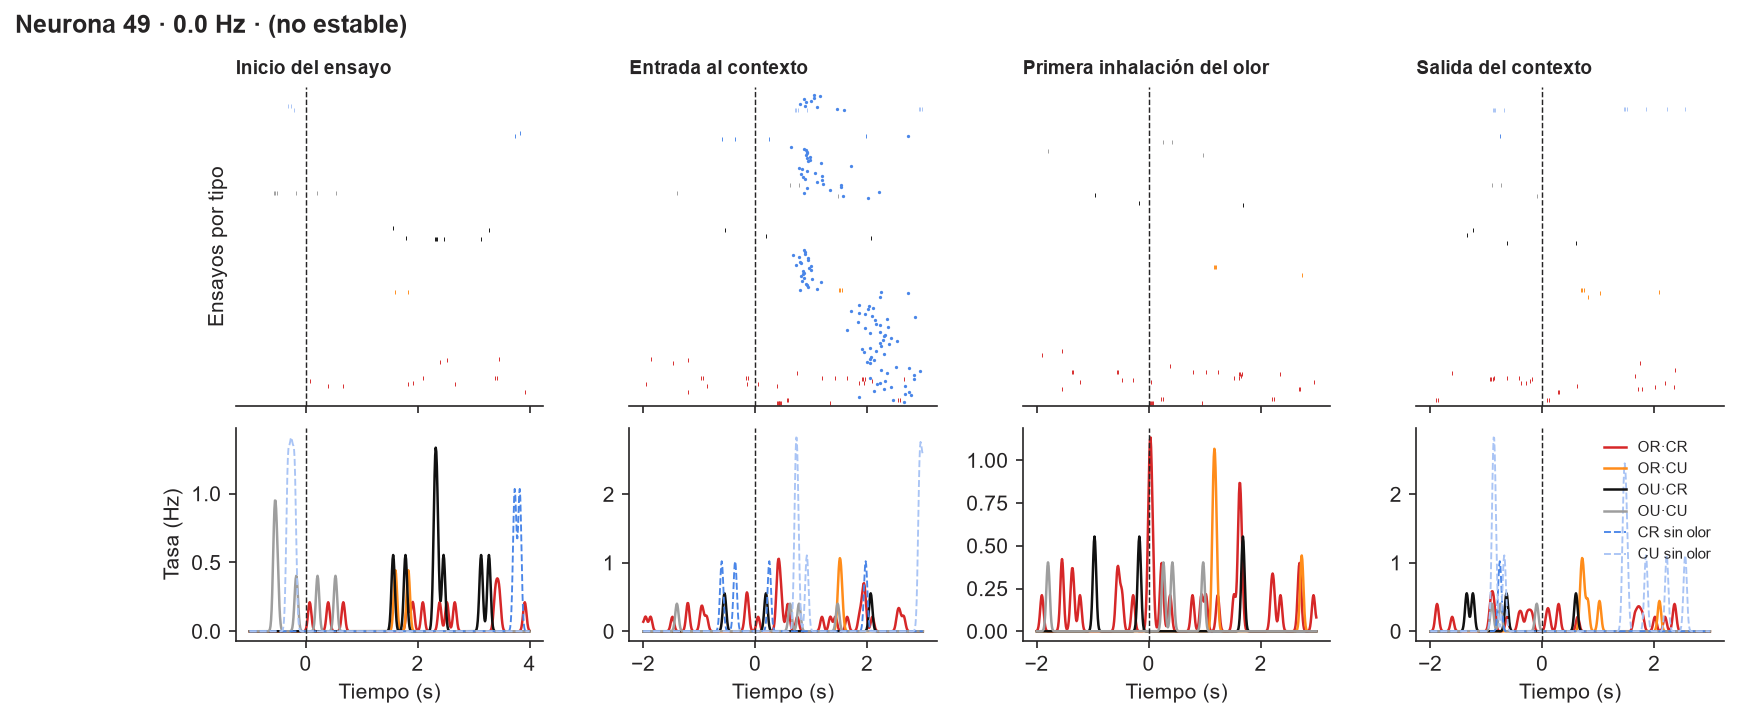 Neurona 49 · 0.0 Hz · (no estable)
Inicio del ensayo
Entrada al contexto
Primera inhalación del olor
Salida del contexto
Ensayos por tipo
Tasa (Hz)
1.0
0.5
0.0
2
1
0
1.00
0.75
0.50
0.25
0.00
2
1
0
OR·CR
OR·CU
OU·CR
OU·CU
CR sin olor
CU sin olor
0 2 4
−2 0 2
−2 0 2
−2 0 2
Tiempo (s)
Tiempo (s)
Tiempo (s)
Tiempo (s)